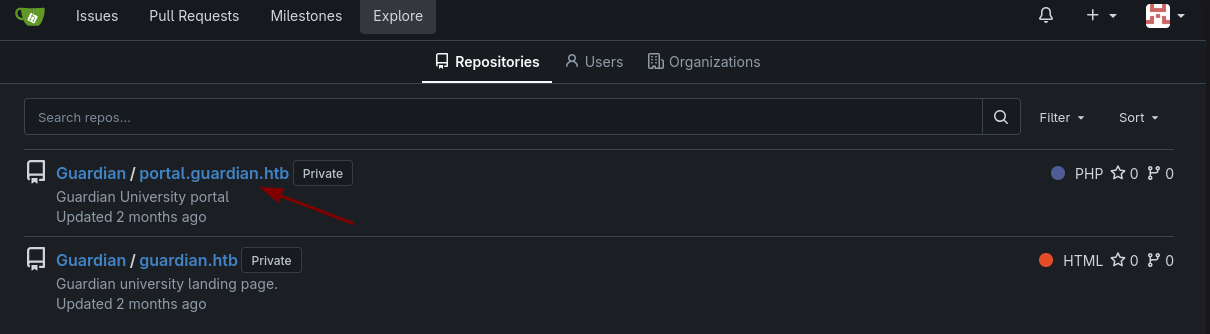 Issues Pull Requests Milestones Explore
Repositories Users Organizations
Search repos... Filter Sort
Guardian / portal.guardian.htb Private PHP 0 0
Guardian University portal
Updated 2 months ago
Guardian / guardian.htb Private HTML 0 0
Guardian university landing page.
Updated 2 months ago